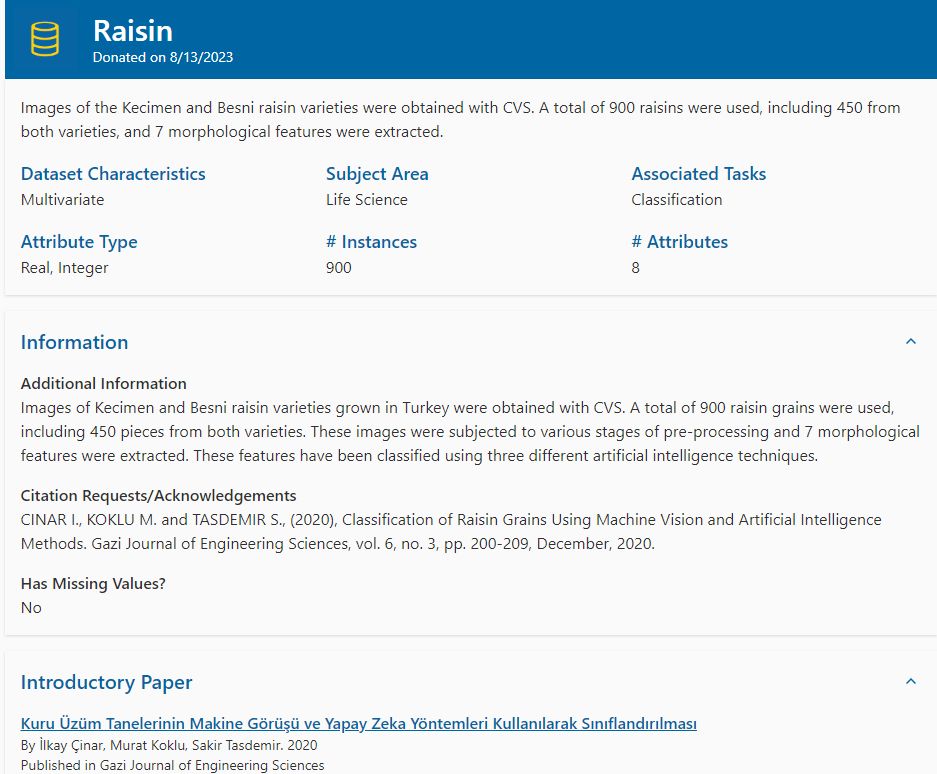 Raisin
Donated on 8/13/2023
Images of the Kecimen and Besni raisin varieties were obtained with CVS. A total of 900 raisins were used, including 450 from
both varieties, and 7 morphological features were extracted.
Dataset Characteristics
Multivariate
Subject Area
Life Science
Associated Tasks
Classification
Attribute Type
Real, Integer
# Instances
900
# Attributes
8
Information
Additional Information
Images of Kecimen and Besni raisin varieties grown in Turkey were obtained with CVS. A total of 900 raisin grains were used,
including 450 pieces from both varieties. These images were subjected to various stages of pre-processing and 7 morphological
features were extracted. These features have been classified using three different artificial intelligence techniques.
Citation Requests/Acknowledgements
CINAR I., KOKLU M. and TASDEMIR S., (2020), Classification of Raisin Grains Using Machine Vision and Artificial Intelligence
Methods. Gazi Journal of Engineering Sciences, vol. 6, no. 3, pp. 200-209, December, 2020.
Has Missing Values?
No
Introductory Paper
Kuru Üzüm Tanelerinin Makine Görüşü ve Yapay Zeka Yöntemleri Kullanılarak Sınıflandırılması
By İlkay Çinar, Murat Koklu, Sakir Tasdemir. 2020
Published in Gazi Journal of Engineering Sciences